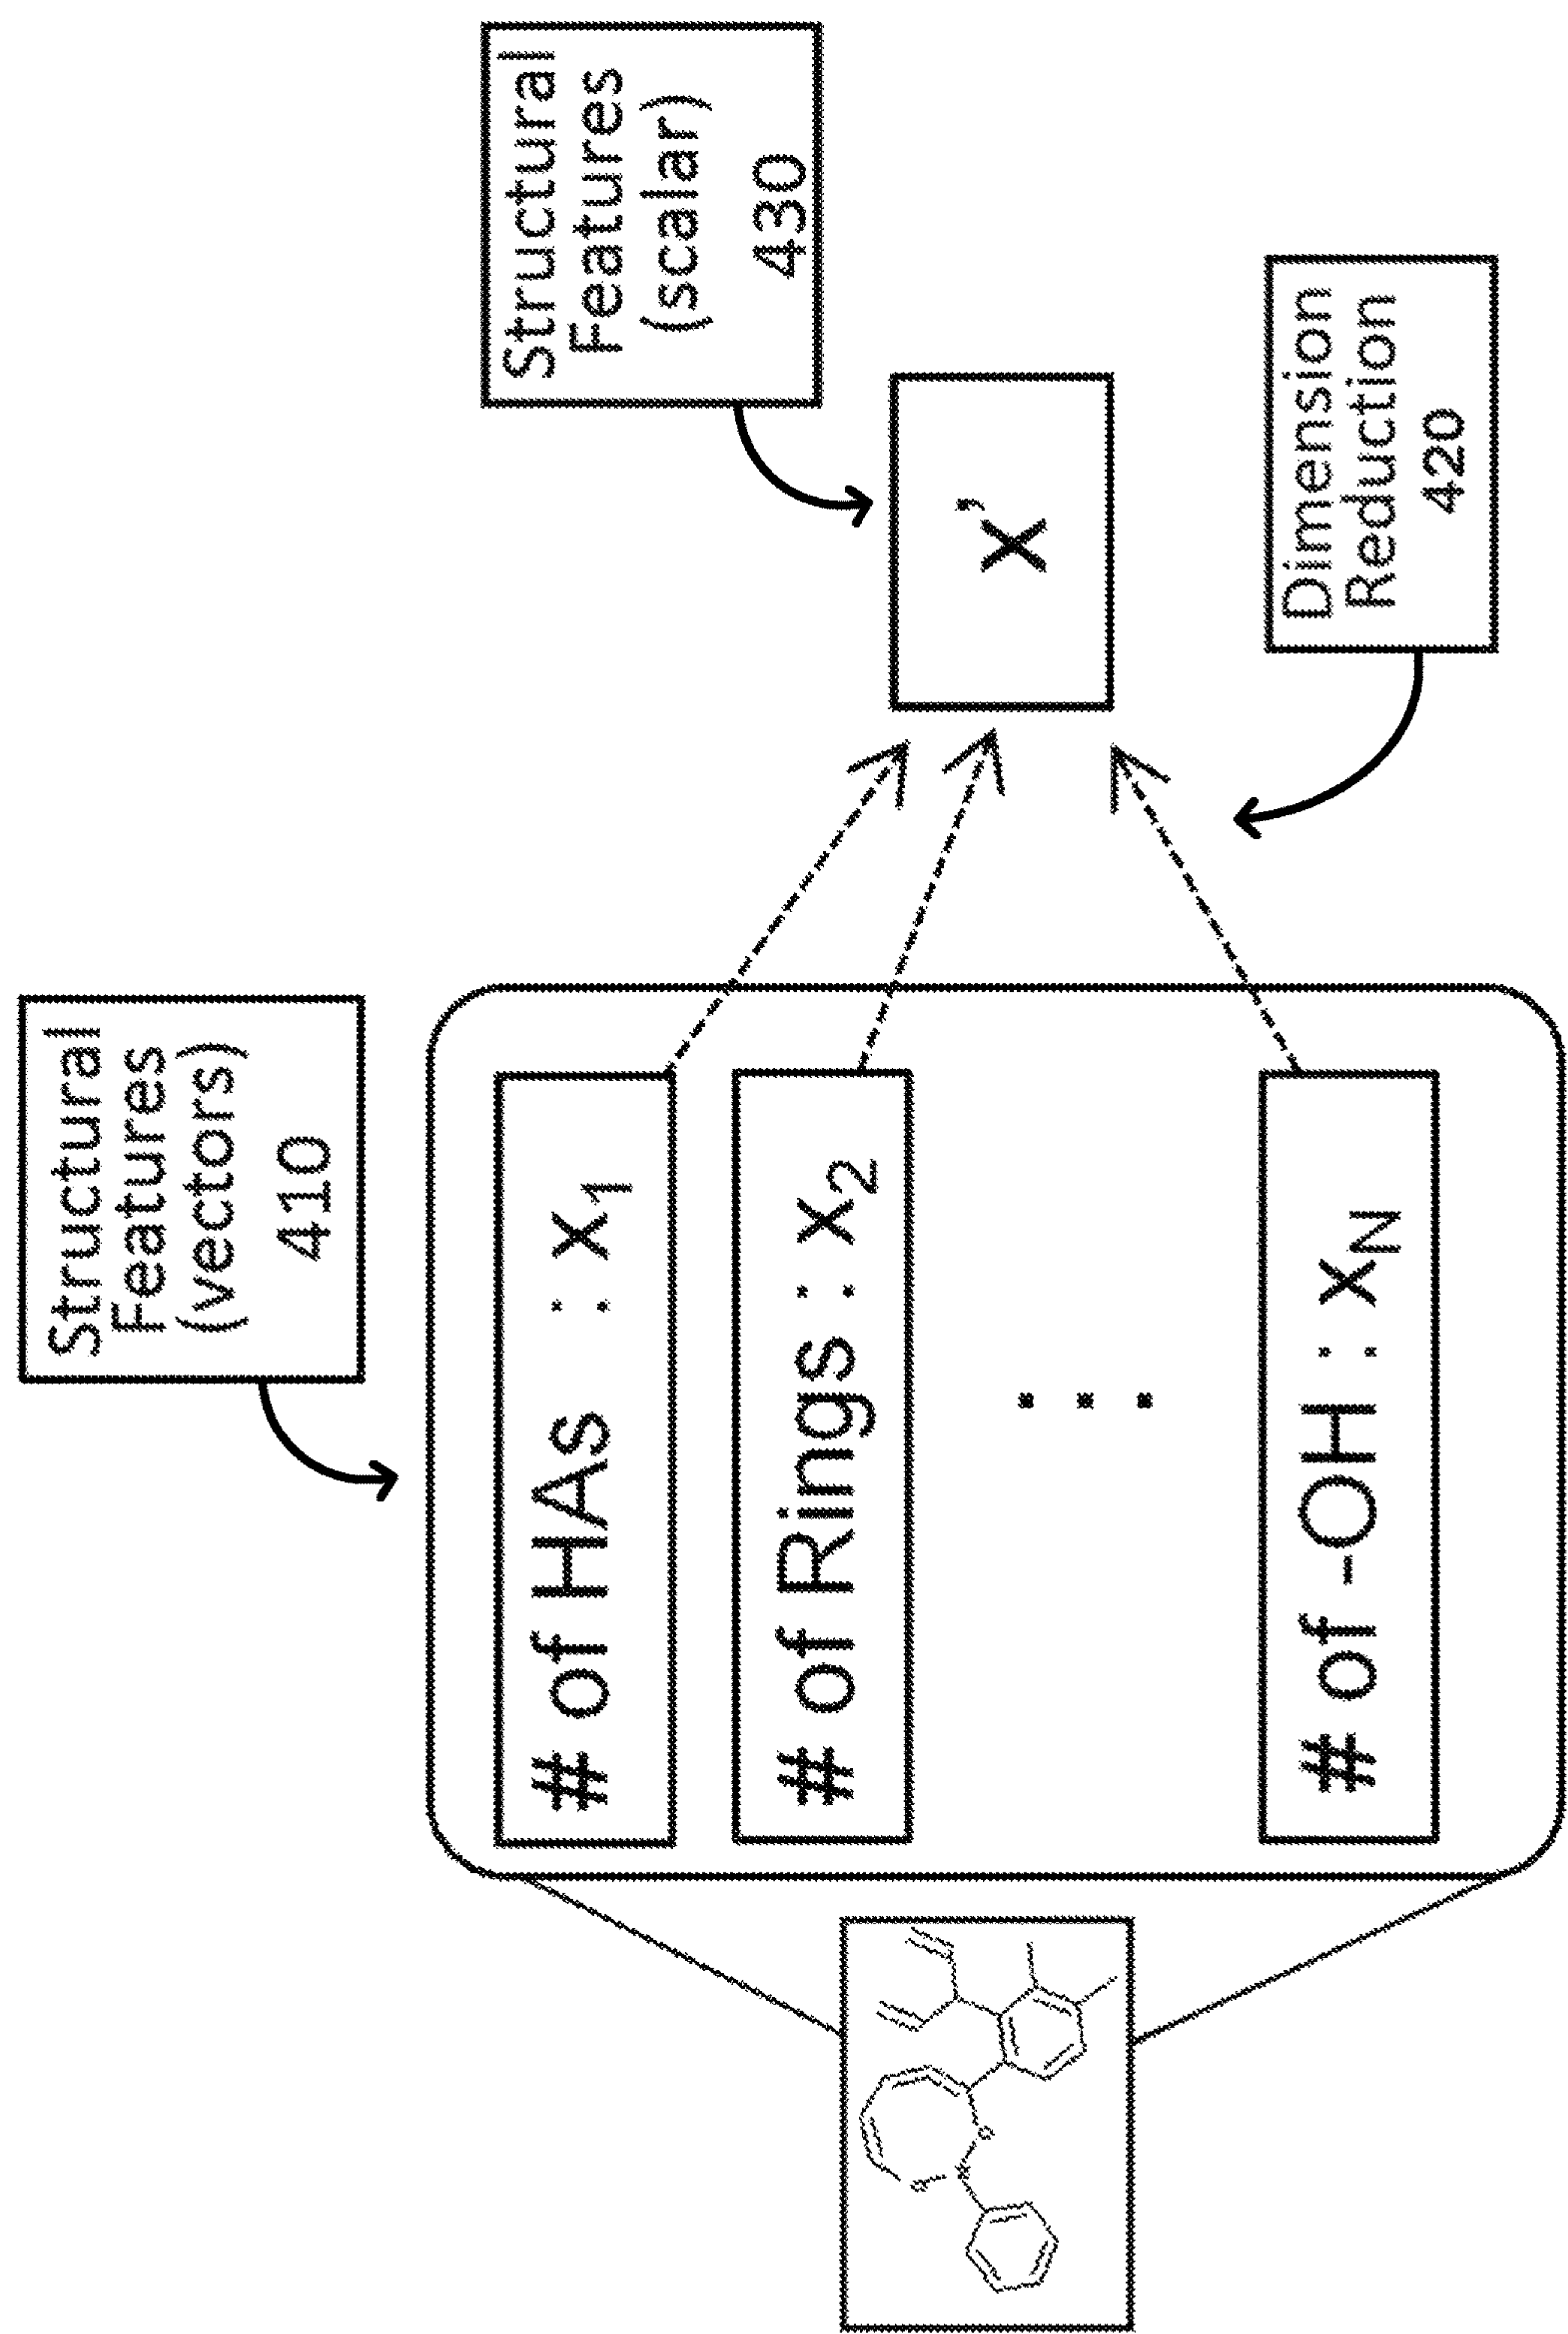 Structural
Features
(vectors)
410
# of HAs : x₁
# of Rings : x₂
. . .
# of -OH : x_N
Structural
Features
(scalar)
430
x’
Dimension
Reduction
420